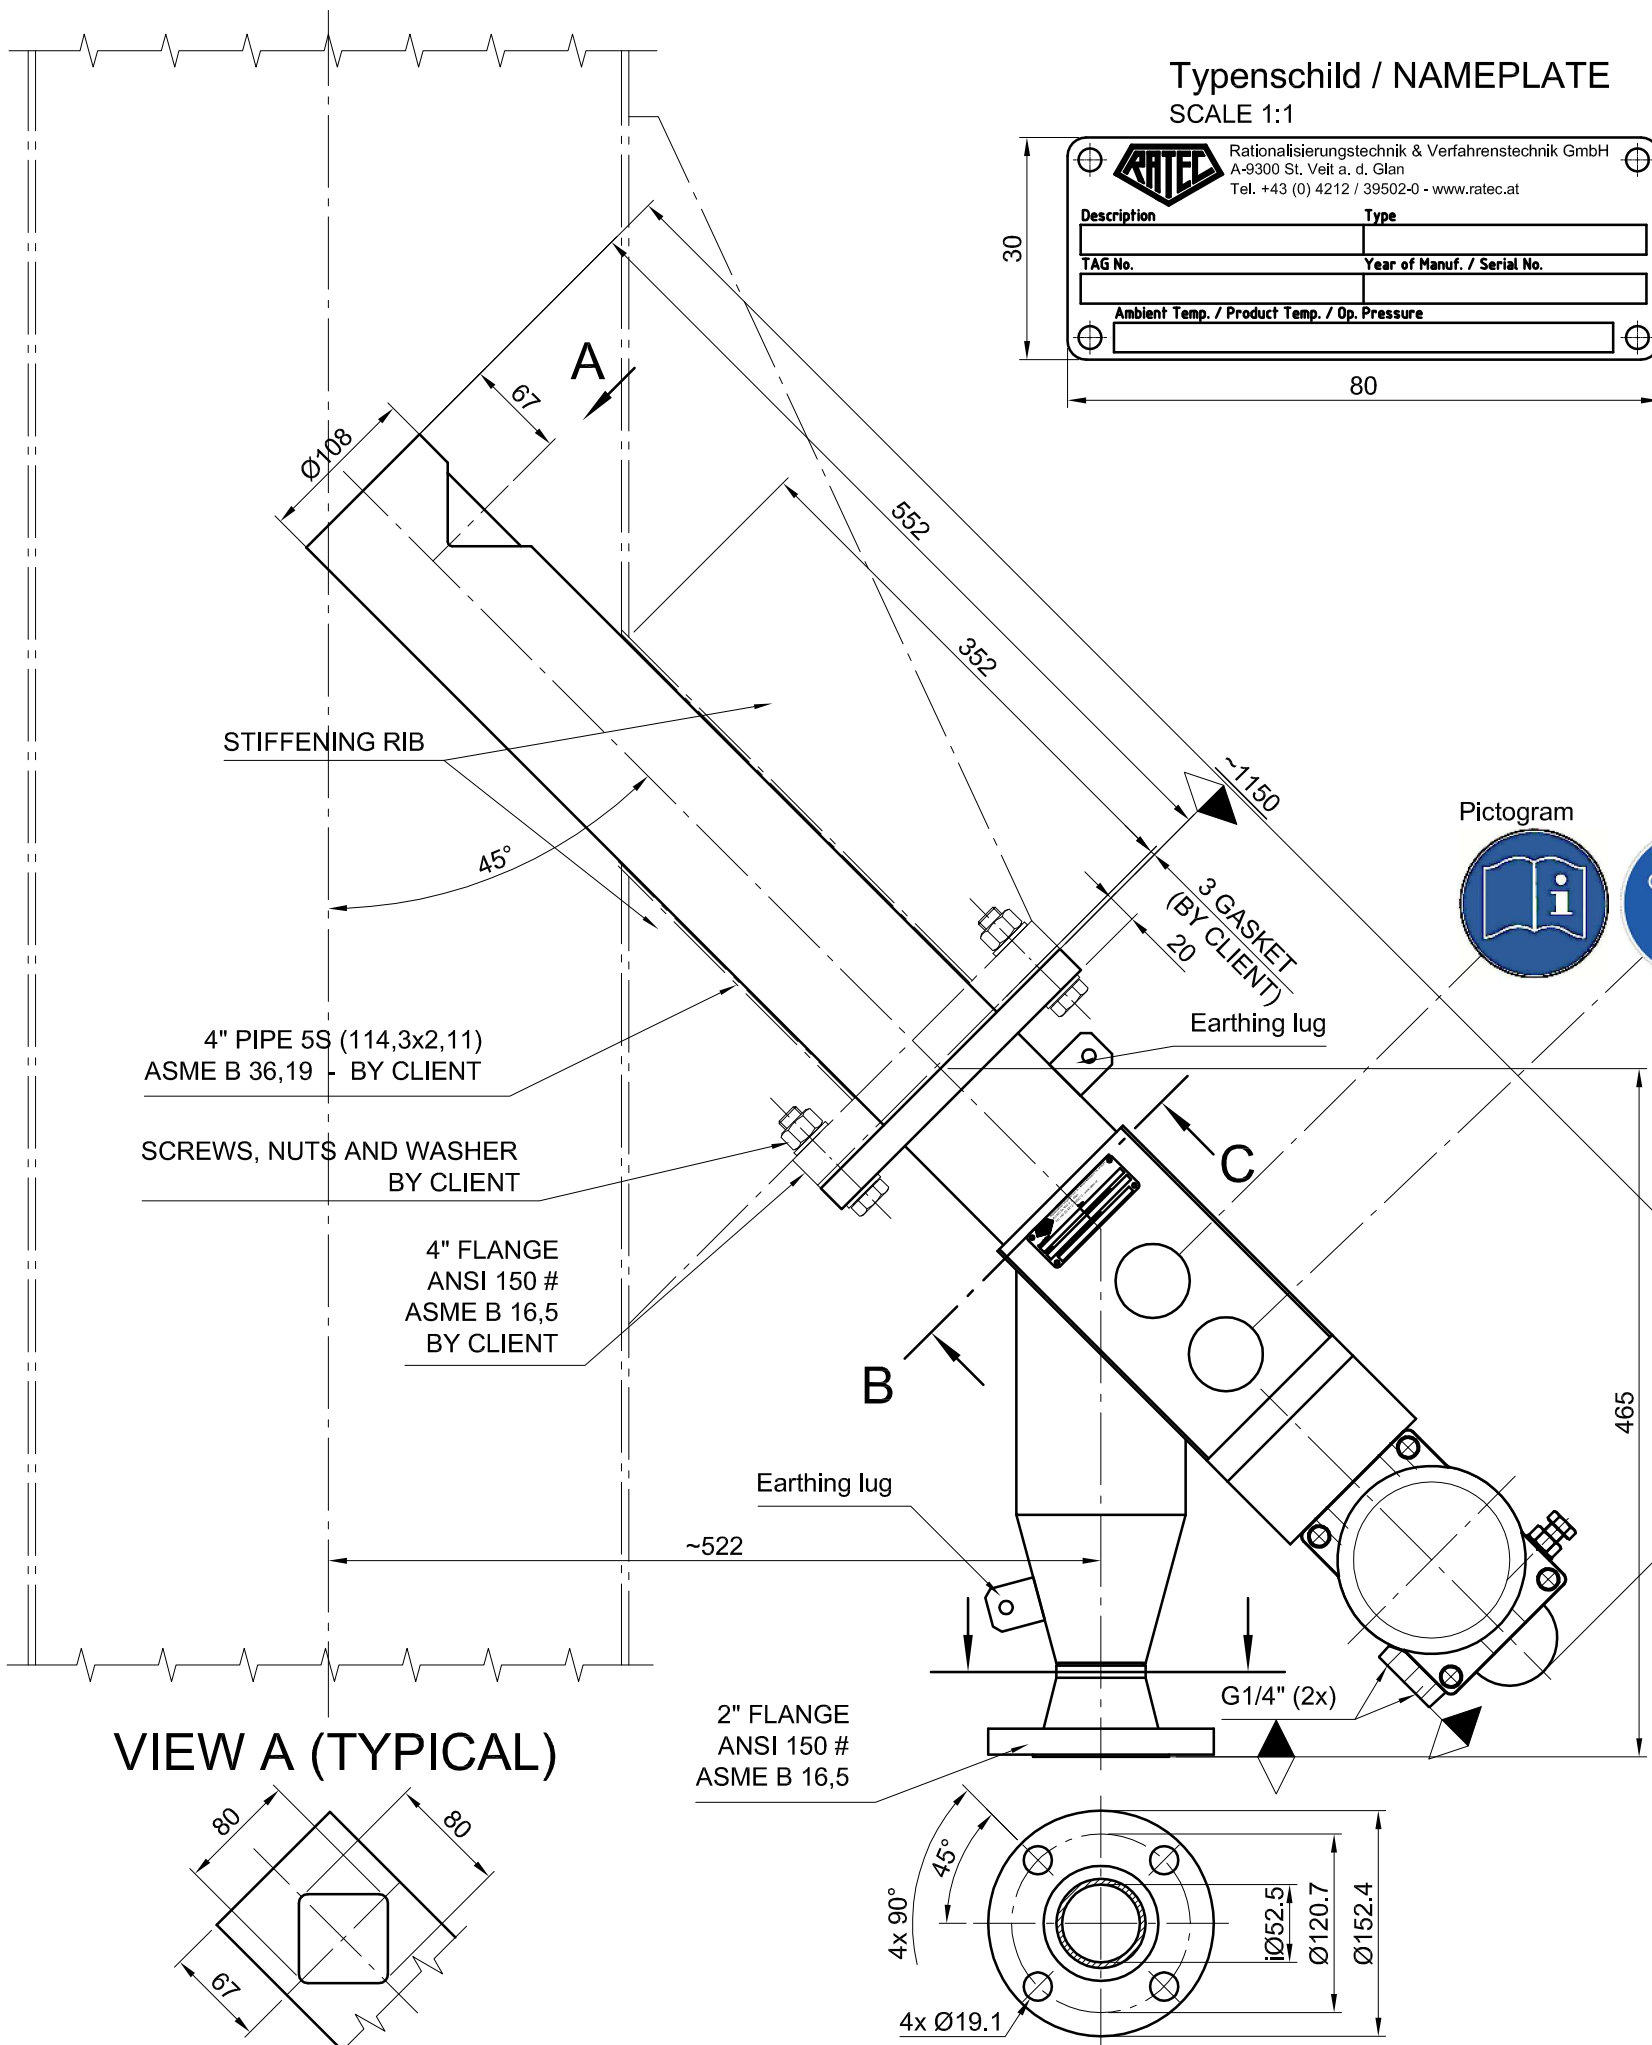 Typenschild / NAMEPLATE
SCALE 1:1
RATEC
Rationalisierungstechnik & Verfahrenstechnik GmbH
A-9300 St. Veit a. d. Glan
Tel. +43 (0) 4212 / 39502-0 - www.ratec.at
Description
Type
TAG No.
Year of Manuf. / Serial No.
Ambient Temp. / Product Temp. / Op. Pressure
30
80
A
67
Ø108
552
352
~1150
STIFFENING RIB
45°
Pictogram
i
3 GASKET
(BY CLIENT)
20
Earthing lug
4" PIPE 5S (114,3x2,11)
ASME B 36,19 - BY CLIENT
SCREWS, NUTS AND WASHER
BY CLIENT
C
4" FLANGE
ANSI 150 #
ASME B 16,5
BY CLIENT
B
465
Earthing lug
~522
G1/4" (2x)
2" FLANGE
ANSI 150 #
ASME B 16,5
VIEW A (TYPICAL)
80
80
67
45°
4x 90°
4x Ø19.1
iØ52.5
Ø120.7
Ø152.4